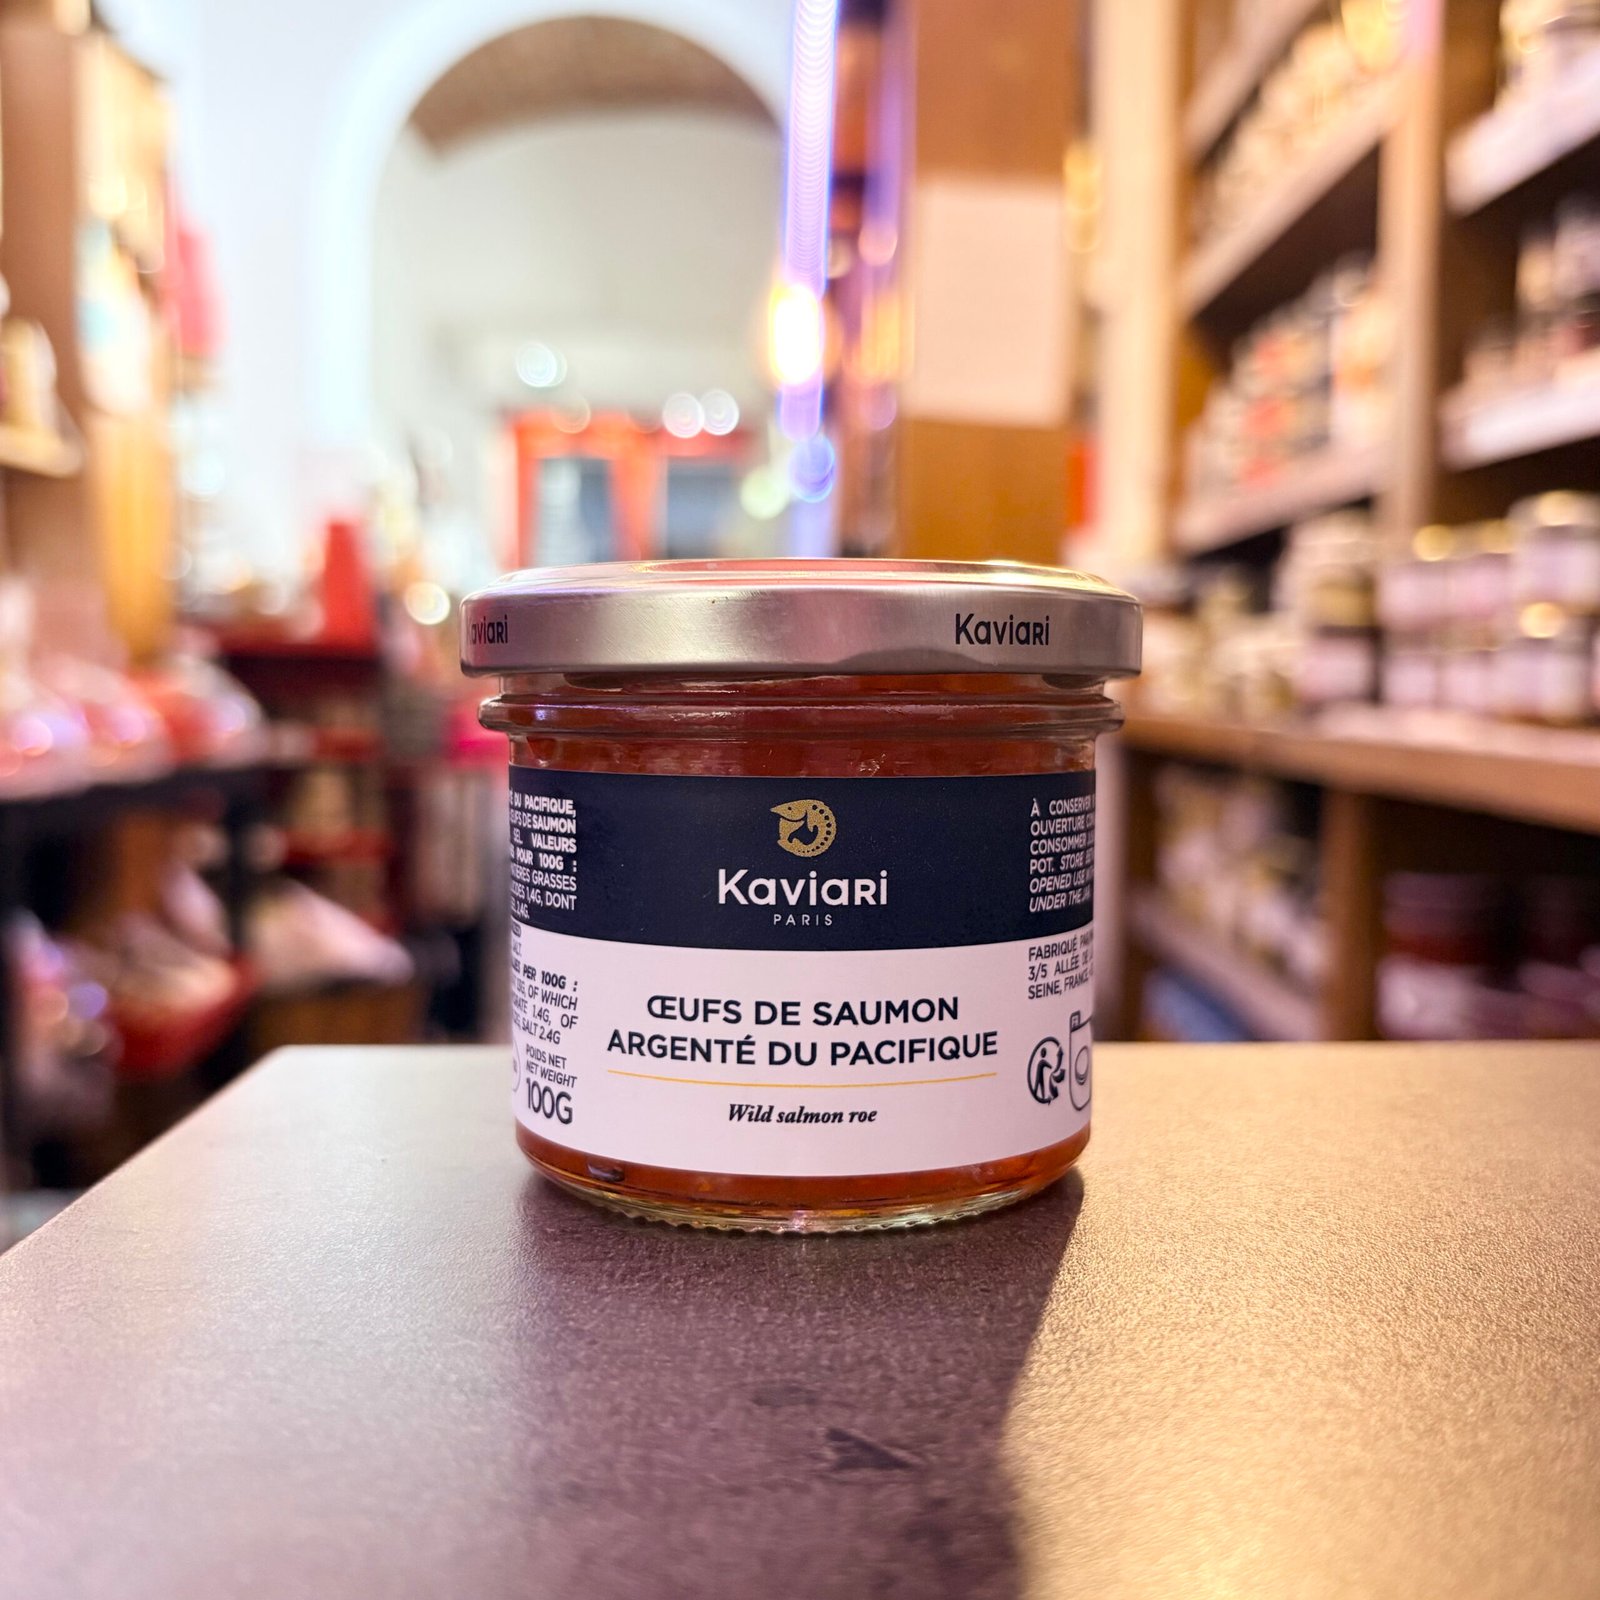 Kaviari
DU PACIFIQUE,
DE SAUMON
SEL. VALEURS
POUR 100G :
GRASSES
1,4G, DONT
2,4G.
PER 100G :
OF WHICH
1.4G, OF
SALT 2.4G
POIDS NET
NET WEIGHT
100G
Kaviari
PARIS
ŒUFS DE SAUMON
ARGENTÉ DU PACIFIQUE
Wild salmon roe
À CONSERVER
OUVERTURE
CONSOMMER
POT. STORE
OPENED USE
UNDER THE
FABRIQUÉ
3/5 ALLÉE DE
SEINE, FRANCE